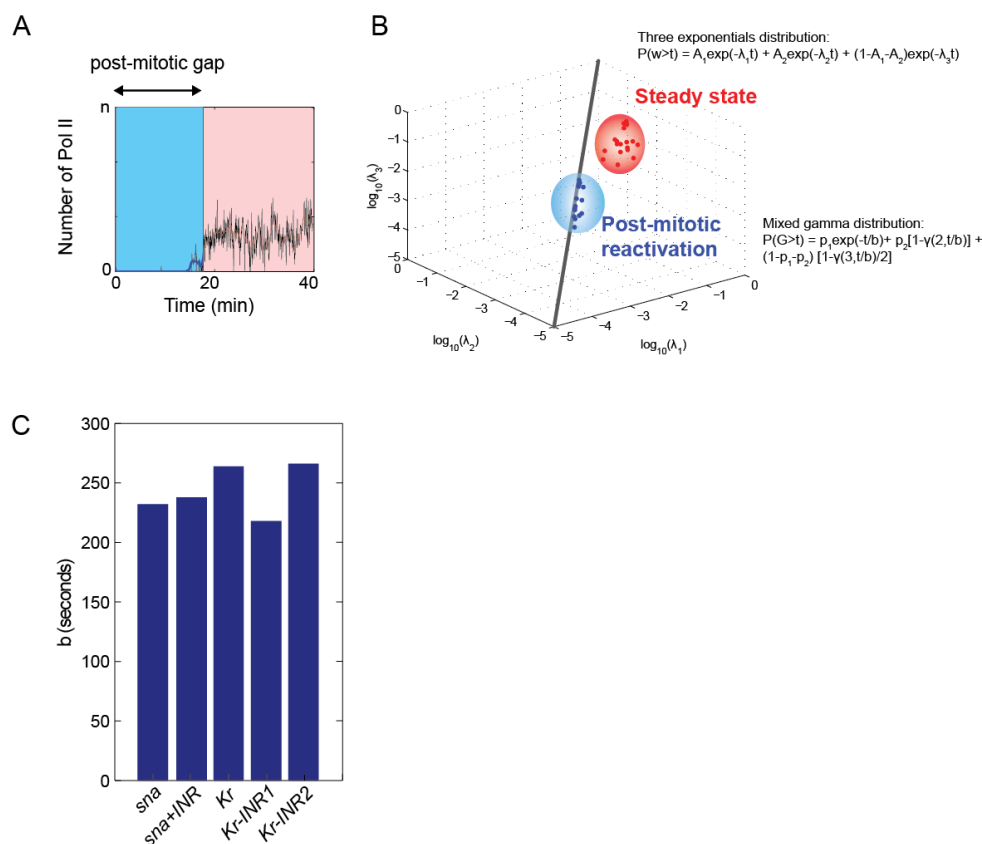 A
post-mitotic gap
n
Number of Pol II
0
0
20
40
Time (min)
B
Three exponentials distribution:
P(w>t) = A₁exp(-λ₁t) + A₂exp(-λ₂t) + (1-A₁-A₂)exp(-λ₃t)
Steady state
0
−1
−2
−3
−4
−5
log₁₀(λ₃)
Post-mitotic
reactivation
Mixed gamma distribution:
P(G>t) = p₁exp(-t/b)+ p₂[1-γ(2,t/b)] +
(1-p₁-p₂) [1-γ(3,t/b)/2]
0
−1
−2
−3
−4
−5
log₁₀(λ₂)
−5
−4
−3
−2
−1
0
log₁₀(λ₁)
C
300
250
200
150
100
50
0
b (seconds)
sna
sna+INR
Kr
Kr-INR1
Kr-INR2